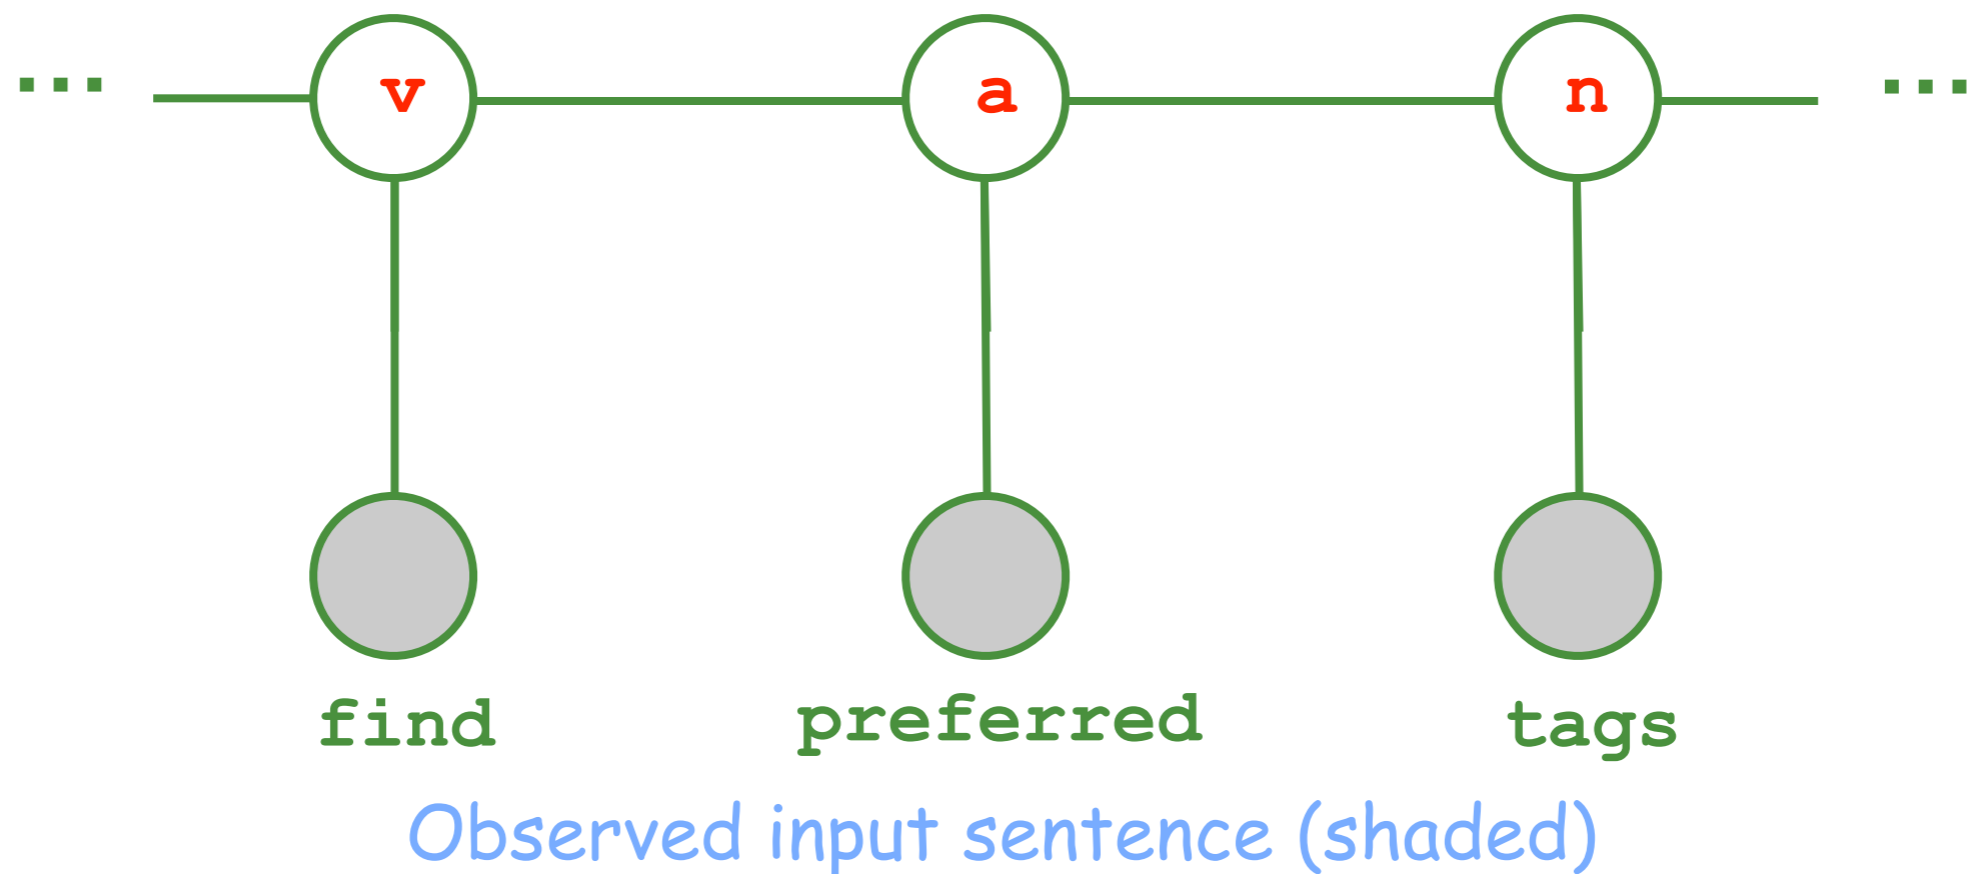 ... v a n ...
find preferred tags
Observed input sentence (shaded)